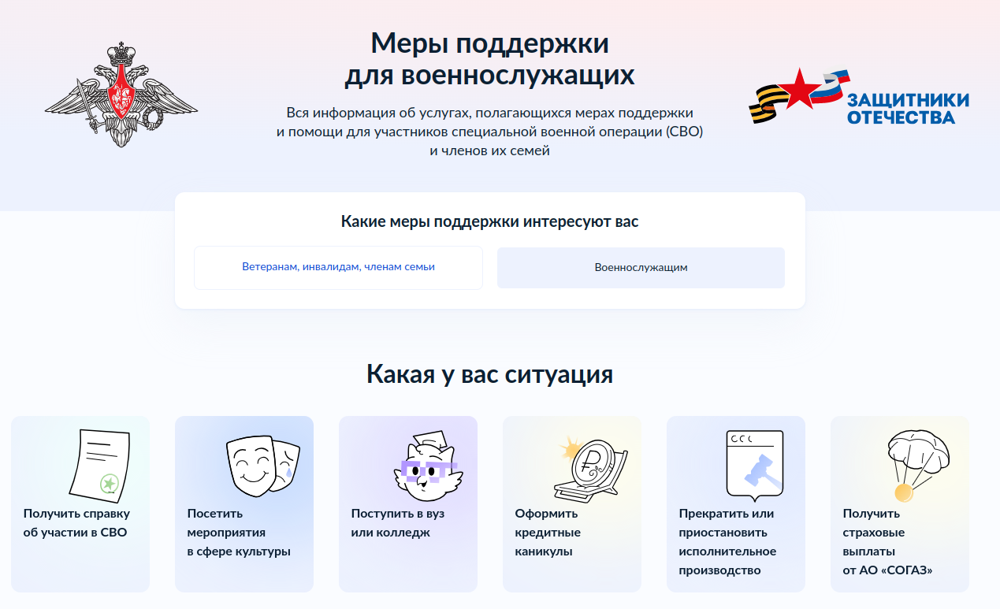 Меры поддержки
для военнослужащих
Вся информация об услугах, полагающихся мерах поддержки
и помощи для участников специальной военной операции (СВО)
и членов их семей
ЗАЩИТНИКИ
ОТЕЧЕСТВА
Какие меры поддержки интересуют вас
Ветеранам, инвалидам, членам семьи
Военнослужащим
Какая у вас ситуация
Получить справку
об участии в СВО
Посетить
мероприятия
в сфере культуры
Поступить в вуз
или колледж
Оформить
кредитные
каникулы
Прекратить или
приостановить
исполнительное
производство
Получить
страховые
выплаты
от АО «СОГАЗ»